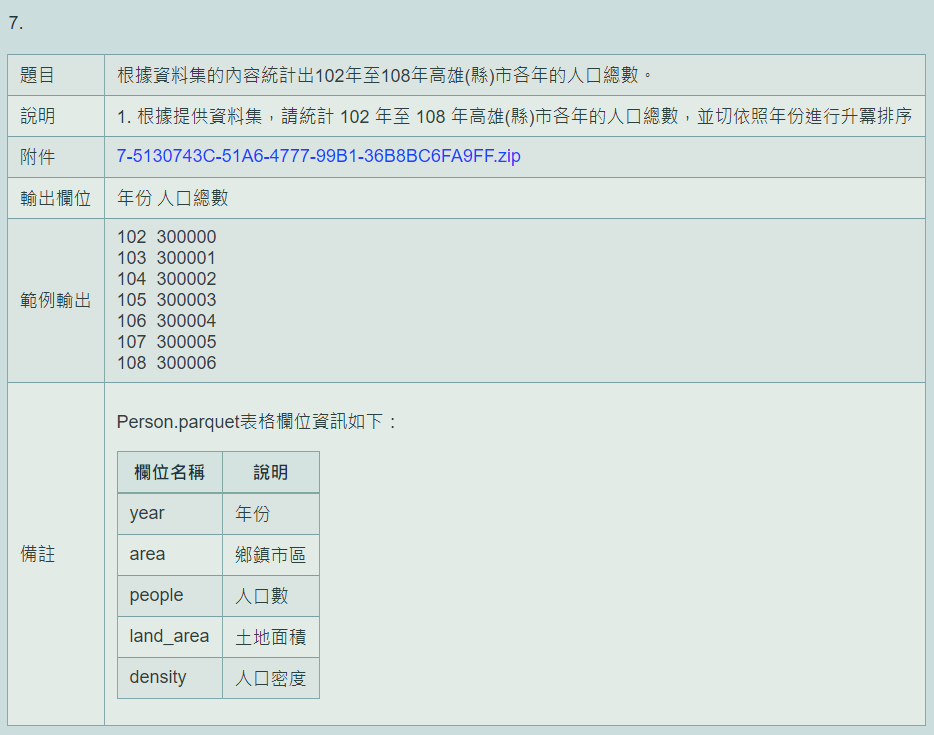 7.
題目 根據資料集的內容統計出102年至108年高雄(縣)市各年的人口總數。
說明 1. 根據提供資料集，請統計 102 年至 108 年高雄(縣)市各年的人口總數，並切依照年份進行升冪排序
附件 7-5130743C-51A6-4777-99B1-36B8BC6FA9FF.zip
輸出欄位 年份 人口總數
範例輸出
102 300000
103 300001
104 300002
105 300003
106 300004
107 300005
108 300006
備註
Person.parquet表格欄位資訊如下：
欄位名稱 說明
year 年份
area 鄉鎮市區
people 人口數
land_area 土地面積
density 人口密度